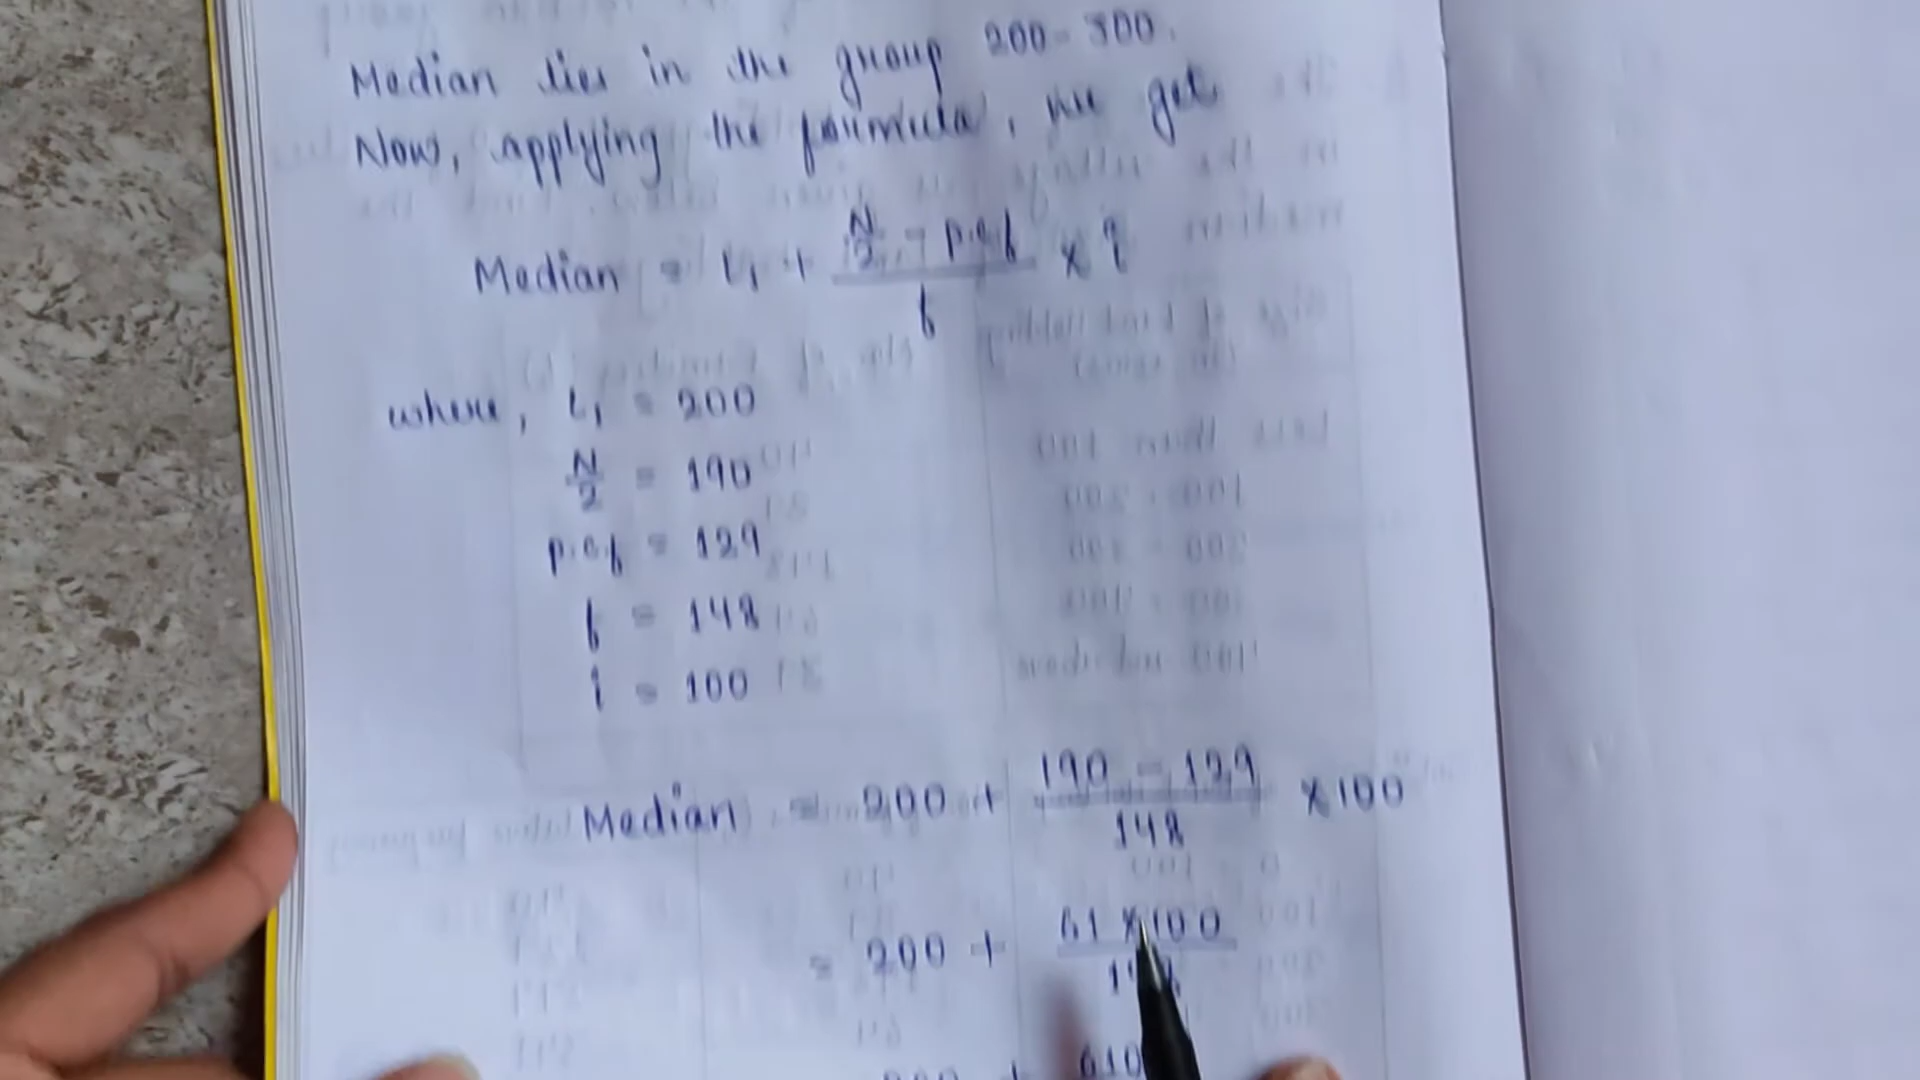 Median lies in the group 200-300.
Now, applying the formula, we get
Median = L₁ + (N/2 - p.c.f)/f × i
where, L₁ = 200
N/2 = 190
p.c.f = 129
f = 148
i = 100
Median = 200 + (190 - 129)/148 × 100
= 200 + (61 × 100)/148